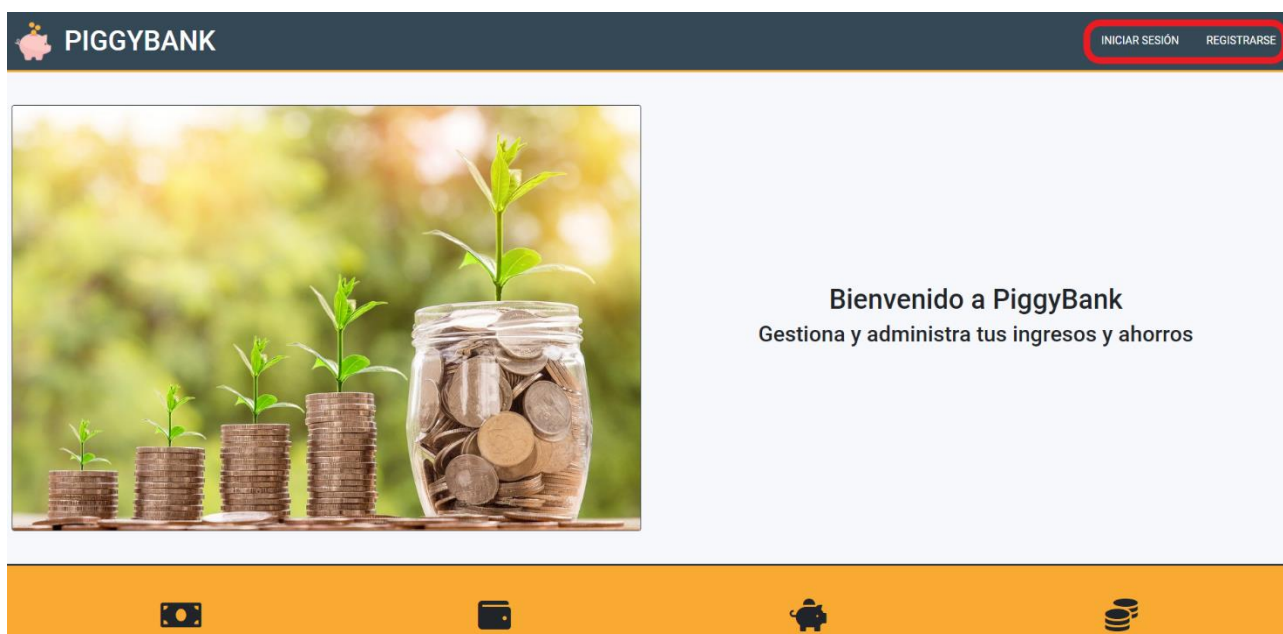 PIGGYBANK
INICIAR SESIÓN REGISTRARSE
Bienvenido a PiggyBank
Gestiona y administra tus ingresos y ahorros